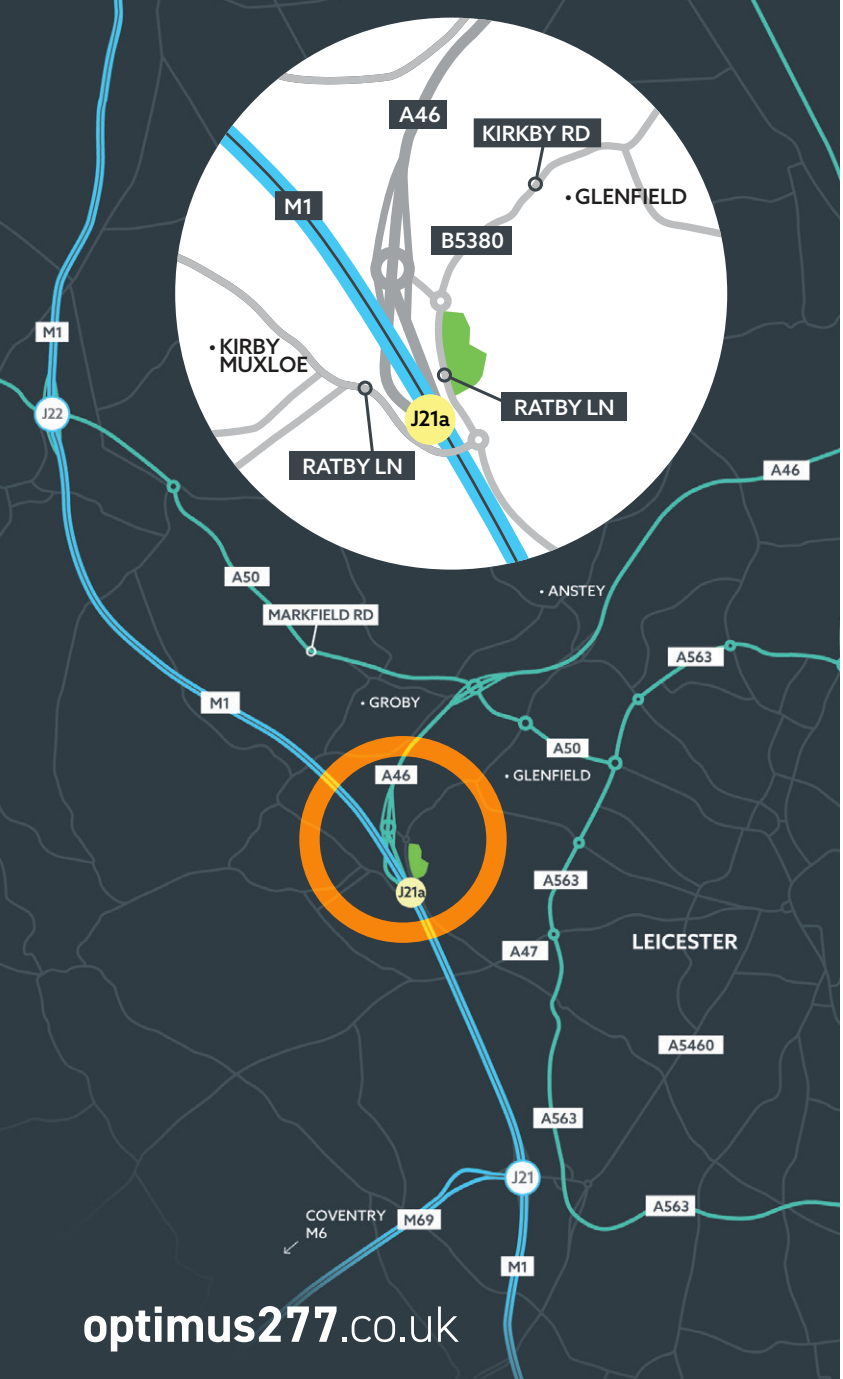 A46
KIRKBY RD
• GLENFIELD
M1
B5380
M1
• KIRBY
MUXLOE
RATBY LN
J21a
J22
RATBY LN
A46
A50
• ANSTEY
MARKFIELD RD
A563
M1
• GROBY
A50
A46
• GLENFIELD
J21a
A563
A47
LEICESTER
A5460
A563
J21
A563
COVENTRY
M6
M69
M1
optimus277.co.uk